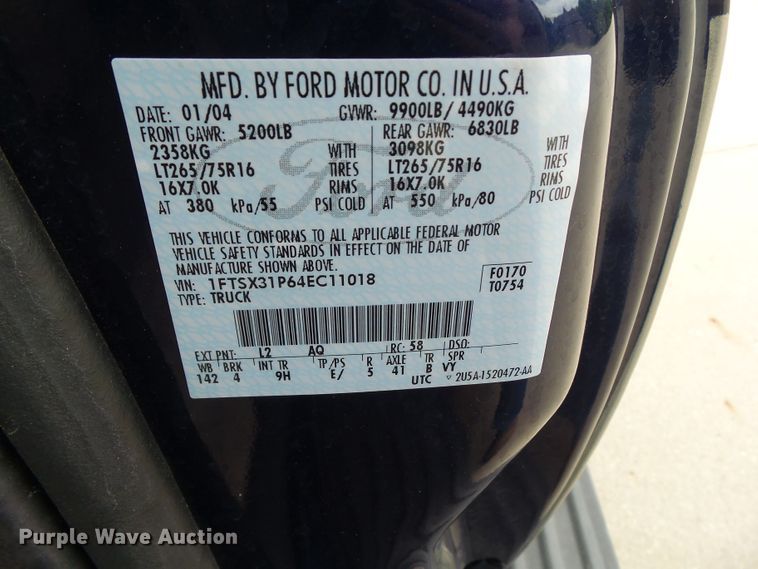 MFD. BY FORD MOTOR CO. IN U.S.A.
DATE: 01/04 GVWR: 9900LB/ 4490KG
FRONT GAWR: 5200LB REAR GAWR: 6830LB
2358KG WITH 3098KG WITH
LT265/75R16 TIRES LT265/75R16 TIRES
16X7.0K RIMS 16X7.0K RIMS
AT 380 kPa/55 PSI COLD AT 550 kPa/80 PSI COLD
Ford
THIS VEHICLE CONFORMS TO ALL APPLICABLE FEDERAL MOTOR
VEHICLE SAFETY STANDARDS IN EFFECT ON THE DATE OF
MANUFACTURE SHOWN ABOVE.
VIN: 1FTSX31P64EC11018 F0170
TYPE: TRUCK T0754
EXT PNT: L2 AQ RC: 58 DSO:
WB BRK INT TR TP/PS R AXLE TR SPR
142 4 9H E/ 5 41 B VY
UTC ▽ 2U5A-1520472-AA
Purple Wave Auction